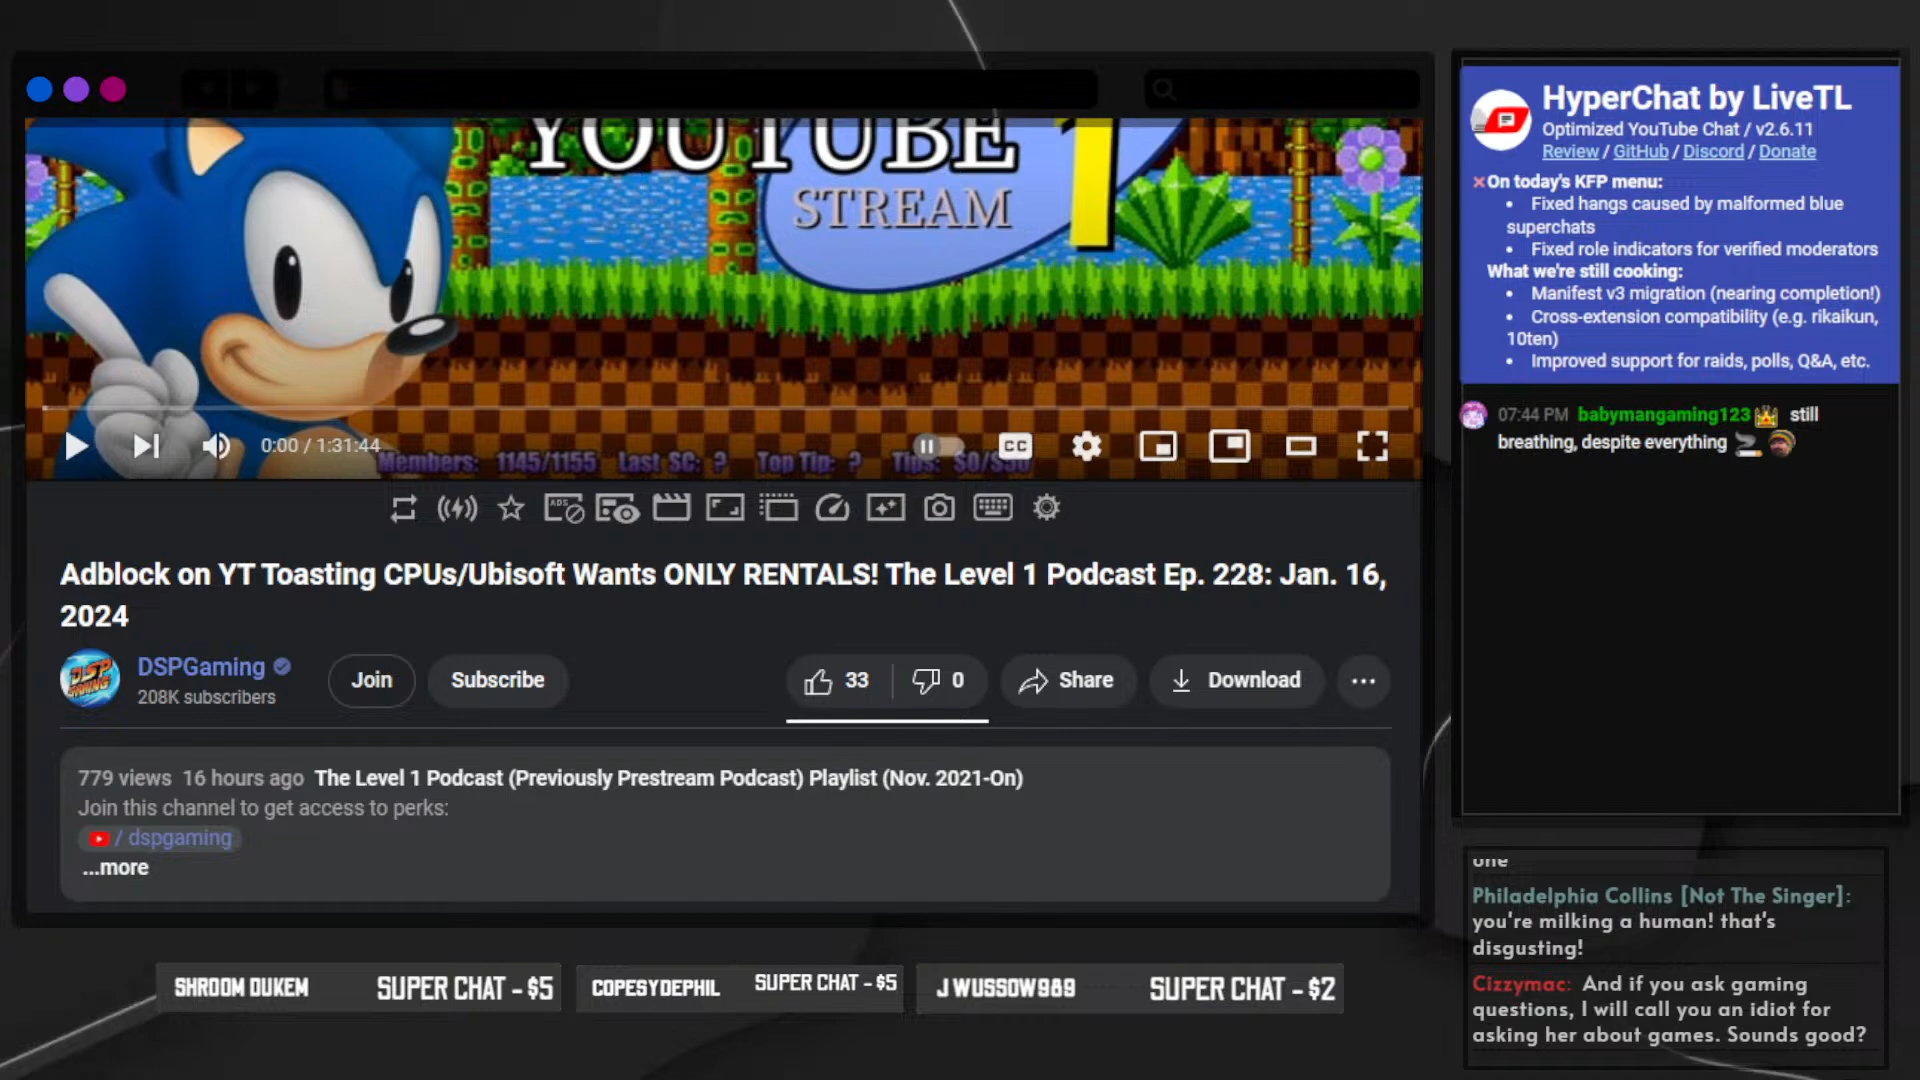 YOUTUBE 1
STREAM
0:00 / 1:31:44
CC
Members: 1145/1155 Last SC: ? Top Tip: ? Tips: $0/$50
ADS
Adblock on YT Toasting CPUs/Ubisoft Wants ONLY RENTALS! The Level 1 Podcast Ep. 228: Jan. 16,
2024
DSP
GAMING
DSPGaming
208K subscribers
Join
Subscribe
33
0
Share
Download
779 views 16 hours ago The Level 1 Podcast (Previously Prestream Podcast) Playlist (Nov. 2021-On)
Join this channel to get access to perks:
/ dspgaming
...more
SHROOM DUKEM SUPER CHAT - $5
COPESYDEPHIL SUPER CHAT - $5
J WUSSOW989 SUPER CHAT - $2
HyperChat by LiveTL
Optimized YouTube Chat / v2.6.11
Review / GitHub / Discord / Donate
On today's KFP menu:
• Fixed hangs caused by malformed blue
superchats
• Fixed role indicators for verified moderators
What we're still cooking:
• Manifest v3 migration (nearing completion!)
• Cross-extension compatibility (e.g. rikaikun,
10ten)
• Improved support for raids, polls, Q&A, etc.
07:44 PM babymangaming123 still
breathing, despite everything
one
Philadelphia Collins [Not The Singer]:
you're milking a human! that's
disgusting!
Cizzymac: And if you ask gaming
questions, I will call you an idiot for
asking her about games. Sounds good?